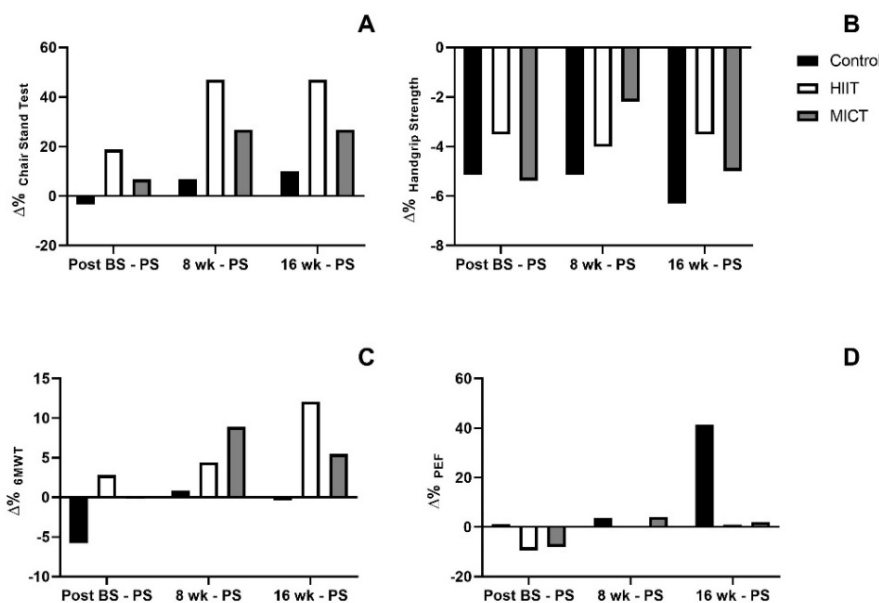 A
Δ% Chair Stand Test
60
40
20
0
-20
Post BS - PS
8 wk - PS
16 wk - PS
B
Δ% Handgrip Strength
0
-2
-4
-6
-8
Post BS - PS
8 wk - PS
16 wk - PS
Control
HIIT
MICT
C
Δ% 6MWT
15
10
5
0
-5
-10
Post BS - PS
8 wk - PS
16 wk - PS
D
Δ% PEF
60
40
20
0
-20
Post BS - PS
8 wk - PS
16 wk - PS